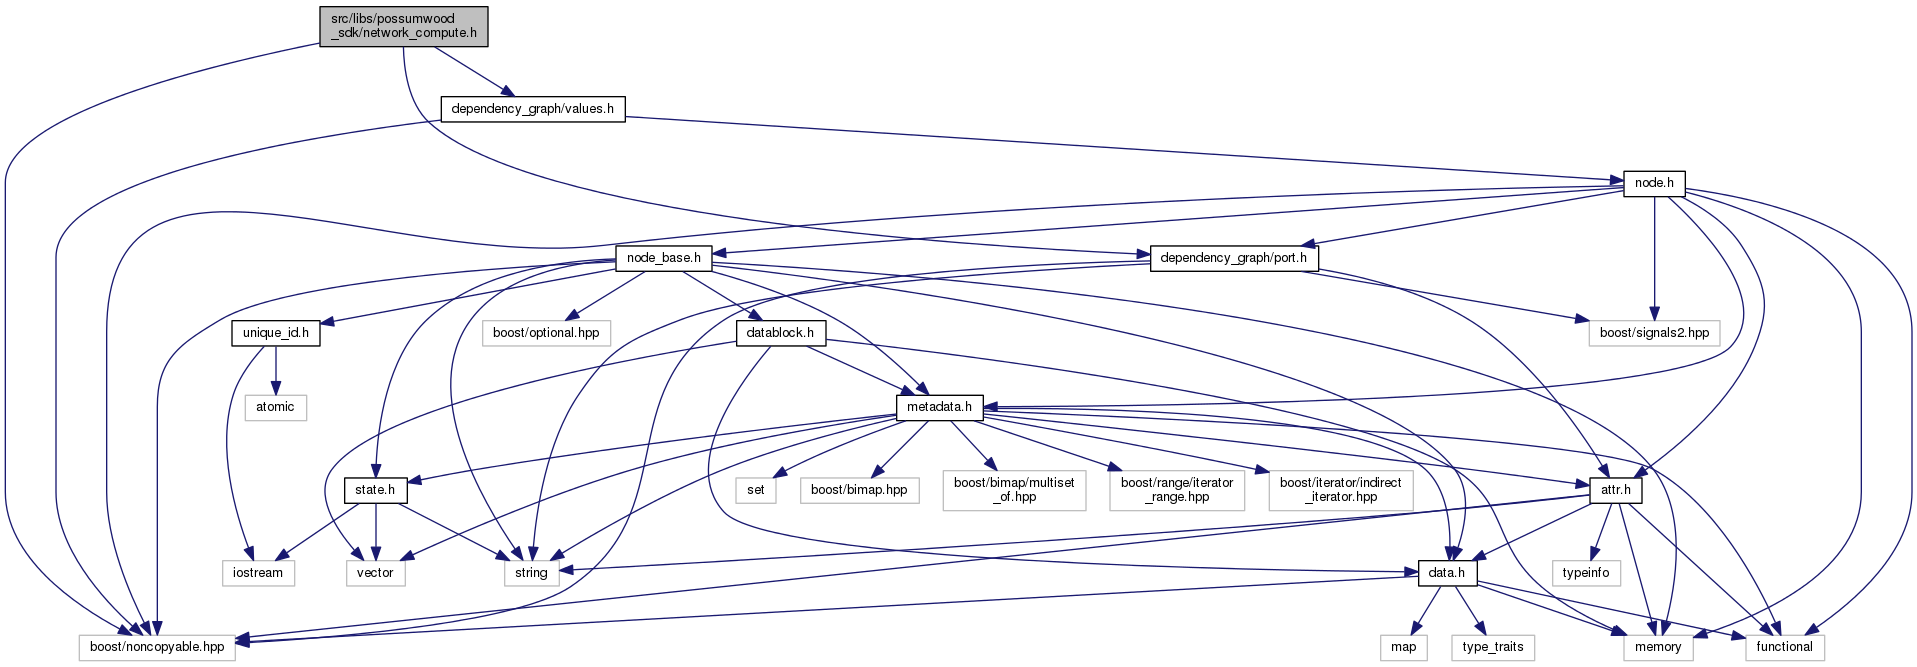 src/libs/possumwood
_sdk/network_compute.h
dependency_graph/values.h
node.h
node_base.h
dependency_graph/port.h
unique_id.h
boost/optional.hpp
datablock.h
boost/signals2.hpp
atomic
metadata.h
state.h
set
boost/bimap.hpp
boost/bimap/multiset
_of.hpp
boost/range/iterator
_range.hpp
boost/iterator/indirect
_iterator.hpp
attr.h
iostream
vector
string
data.h
typeinfo
boost/noncopyable.hpp
map
type_traits
memory
functional